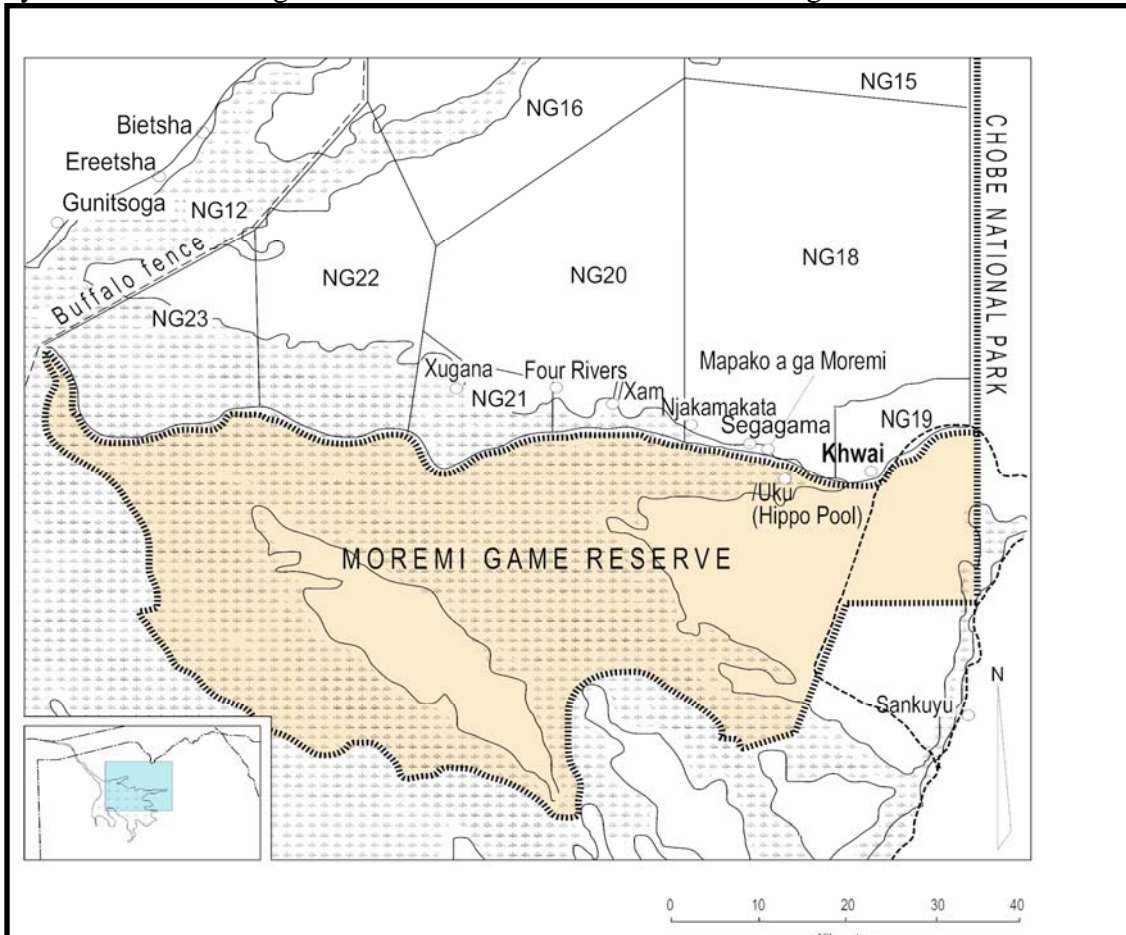 NG15
NG16
Bietsha
Ereetsha
Gunitsoga
NG12
CHOBE NATIONAL PARK
Buffalo fence
NG22
NG20
NG18
NG23
Mapako a ga Moremi
Xugana
Four Rivers
NG21
//Xam
Njakamakata
Segagama
NG19
Khwai
/Uku
(Hippo Pool)
MOREMI GAME RESERVE
N
Sankuyu
0 10 20 30 40